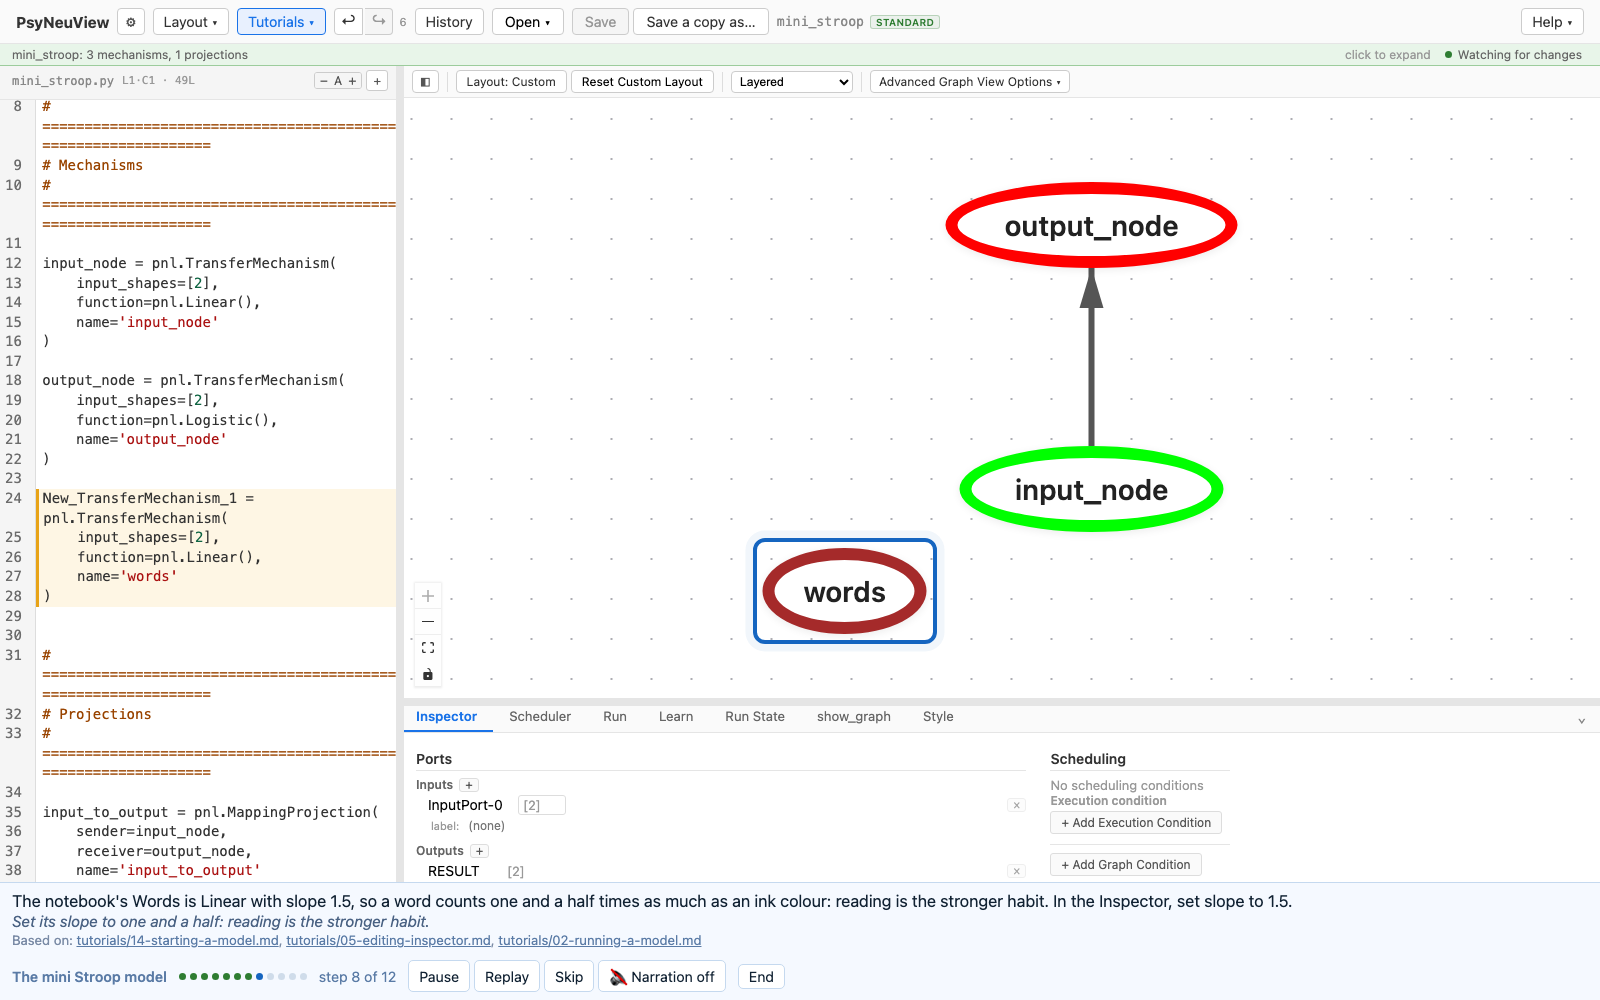 PsyNeuView ⚙ Layout ▾ Tutorials ▾ ↩ ↪ 6 History Open ▾ Save Save a copy as... mini_stroop STANDARD Help ▾
mini_stroop: 3 mechanisms, 1 projections click to expand ● Watching for changes
mini_stroop.py L1:C1 · 49L − A + +
Layout: Custom Reset Custom Layout Layered Advanced Graph View Options ▾
8 #
==========================================
====================
9 # Mechanisms
10 #
==========================================
====================
11
12 input_node = pnl.TransferMechanism(
13 input_shapes=[2],
14 function=pnl.Linear(),
15 name='input_node'
16 )
17
18 output_node = pnl.TransferMechanism(
19 input_shapes=[2],
20 function=pnl.Logistic(),
21 name='output_node'
22 )
23
24 New_TransferMechanism_1 =
pnl.TransferMechanism(
25 input_shapes=[2],
26 function=pnl.Linear(),
27 name='words'
28 )
29
30
31 #
==========================================
====================
32 # Projections
33 #
==========================================
====================
34
35 input_to_output = pnl.MappingProjection(
36 sender=input_node,
37 receiver=output_node,
38 name='input_to_output'
output_node
input_node
words
Inspector Scheduler Run Learn Run State show_graph Style
Ports
Inputs +
InputPort-0 [2] x
label: (none)
Outputs +
RESULT [2] x
Scheduling
No scheduling conditions
Execution condition
+ Add Execution Condition
+ Add Graph Condition
The notebook's Words is Linear with slope 1.5, so a word counts one and a half times as much as an ink colour: reading is the stronger habit. In the Inspector, set slope to 1.5.
Set its slope to one and a half: reading is the stronger habit.
Based on: tutorials/14-starting-a-model.md, tutorials/05-editing-inspector.md, tutorials/02-running-a-model.md
The mini Stroop model step 8 of 12 Pause Replay Skip Narration off End